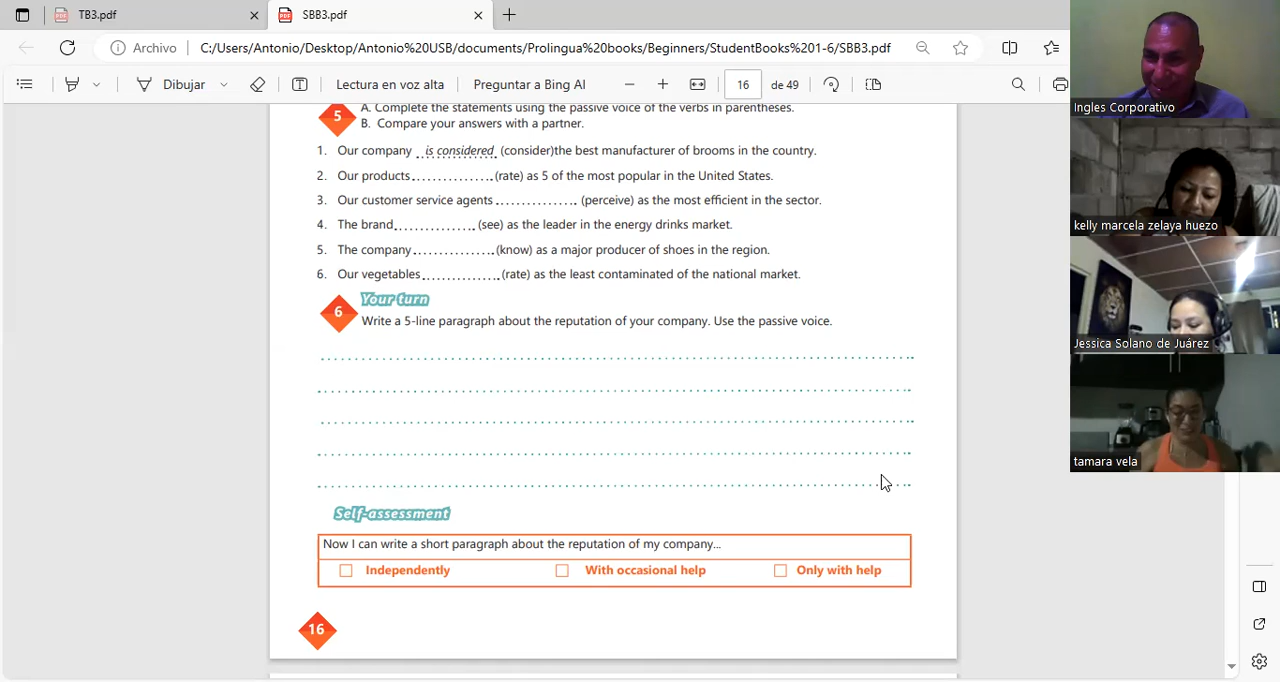 TB3.pdf
SBB3.pdf
Archivo
C:/Users/Antonio/Desktop/Antonio%20USB/documents/Prolingua%20books/Beginners/StudentBooks%201-6/SBB3.pdf
Dibujar
Lectura en voz alta
Preguntar a Bing AI
16
de 49
5
A. Complete the statements using the passive voice of the verbs in parentheses.
B. Compare your answers with a partner.
1. Our company is considered (consider)the best manufacturer of brooms in the country.
2. Our products..............(rate) as 5 of the most popular in the United States.
3. Our customer service agents.............. (perceive) as the most efficient in the sector.
4. The brand..............(see) as the leader in the energy drinks market.
5. The company..............(know) as a major producer of shoes in the region.
6. Our vegetables..............(rate) as the least contaminated of the national market.
6
Your turn
Write a 5-line paragraph about the reputation of your company. Use the passive voice.
Self-assessment
Now I can write a short paragraph about the reputation of my company...
Independently
With occasional help
Only with help
16
Ingles Corporativo
kelly marcela zelaya huezo
Jessica Solano de Juárez
tamara vela